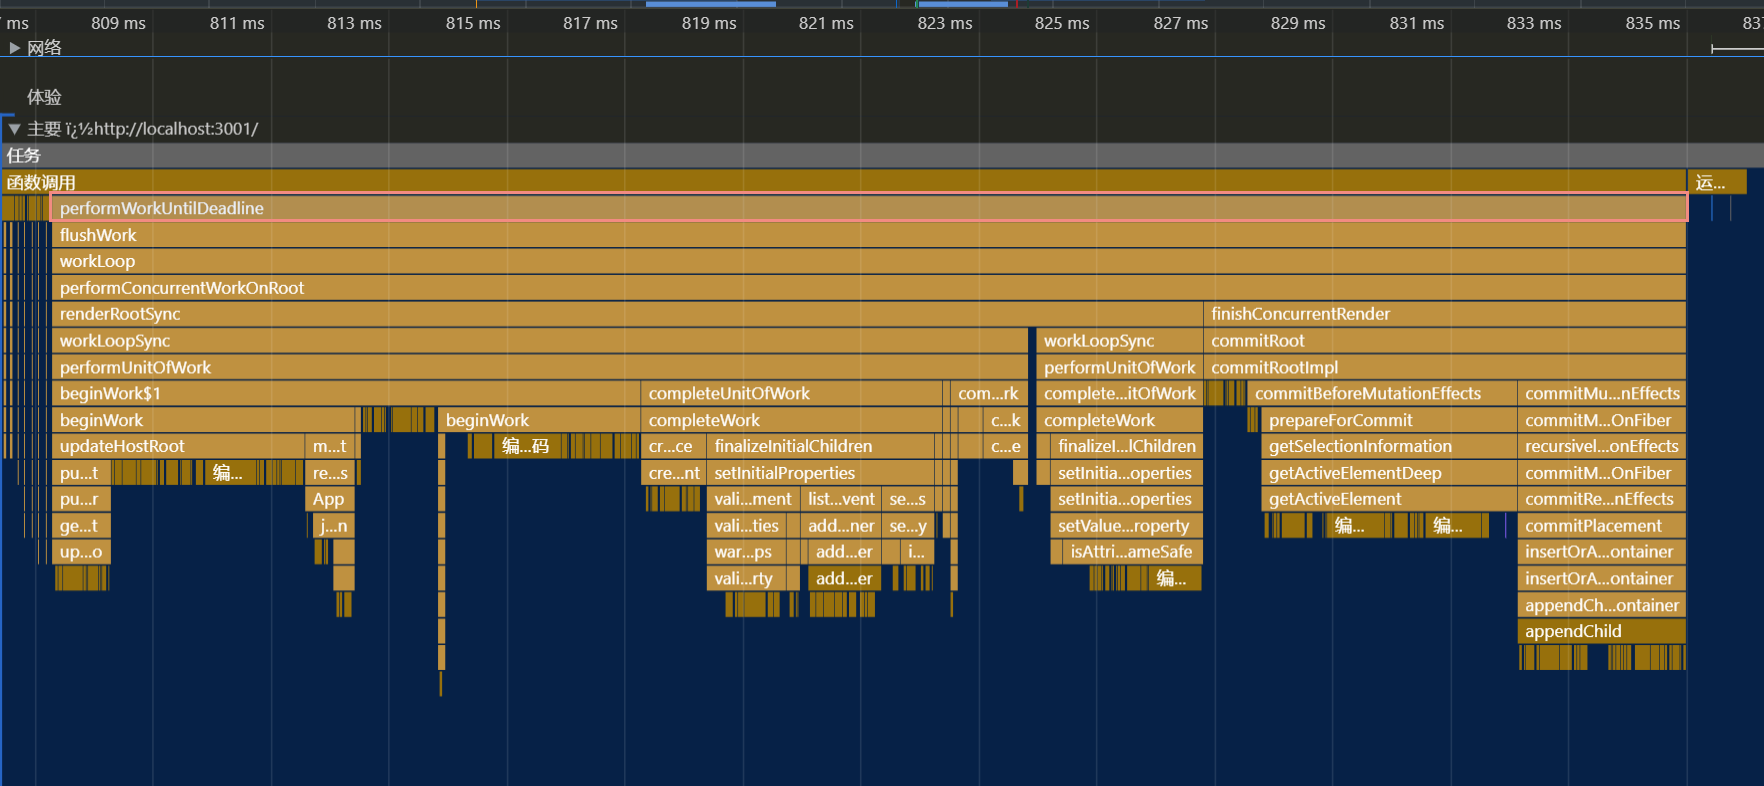 ms 809 ms 811 ms 813 ms 815 ms 817 ms 819 ms 821 ms 823 ms 825 ms 827 ms 829 ms 831 ms 833 ms 835 ms 837
网络
体验
主要 ï¿½http://localhost:3001/
任务
函数调用 运...
performWorkUntilDeadline
flushWork
workLoop
performConcurrentWorkOnRoot
renderRootSync finishConcurrentRender
workLoopSync workLoopSync commitRoot
performUnitOfWork performUnitOfWork commitRootImpl
beginWork$1 completeUnitOfWork com...rk complete...itOfWork commitBeforeMutationEffects commitMu...nEffects
beginWork beginWork completeWork c...k completeWork prepareForCommit commitM...OnFiber
updateHostRoot m...t 编...码 cr...ce finalizeInitialChildren c...e finalizeI...lChildren getSelectionInformation recursivel...onEffects
pu...t 编... re...s cre...nt setInitialProperties setInitia...operties getActiveElementDeep commitM...OnFiber
pu...r App vali...ment list...vent se...s setInitia...operties getActiveElement commitRe...nEffects
ge...t j...n vali...ties add...ner se...y setValue...roperty 编... 编... commitPlacement
up...o war...ps add...er i... isAttri...ameSafe insertOrA...ontainer
vali...rty add...er 编... insertOrA...ontainer
appendCh...ontainer
appendChild